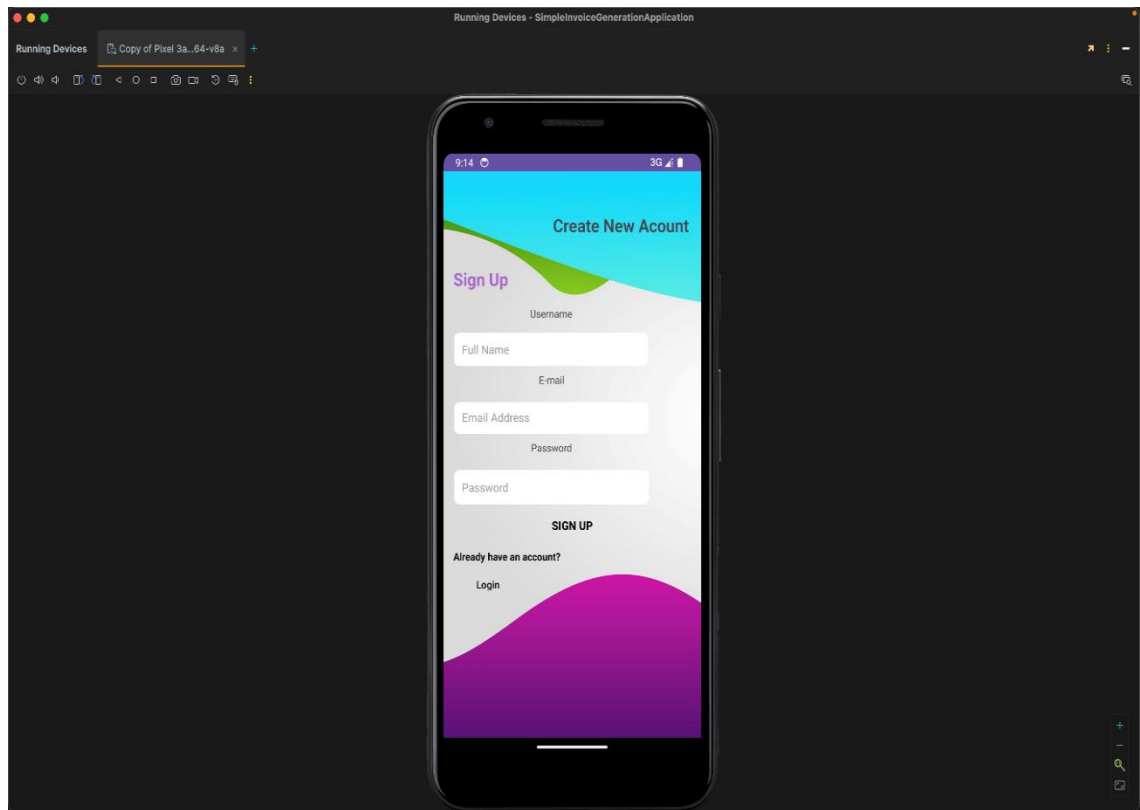 Running Devices - SimpleInvoiceGenerationApplication
Running Devices
Copy of Pixel 3a...64-v8a
9:14
3G
Create New Acount
Sign Up
Username
Full Name
E-mail
Email Address
Password
Password
SIGN UP
Already have an account?
Login